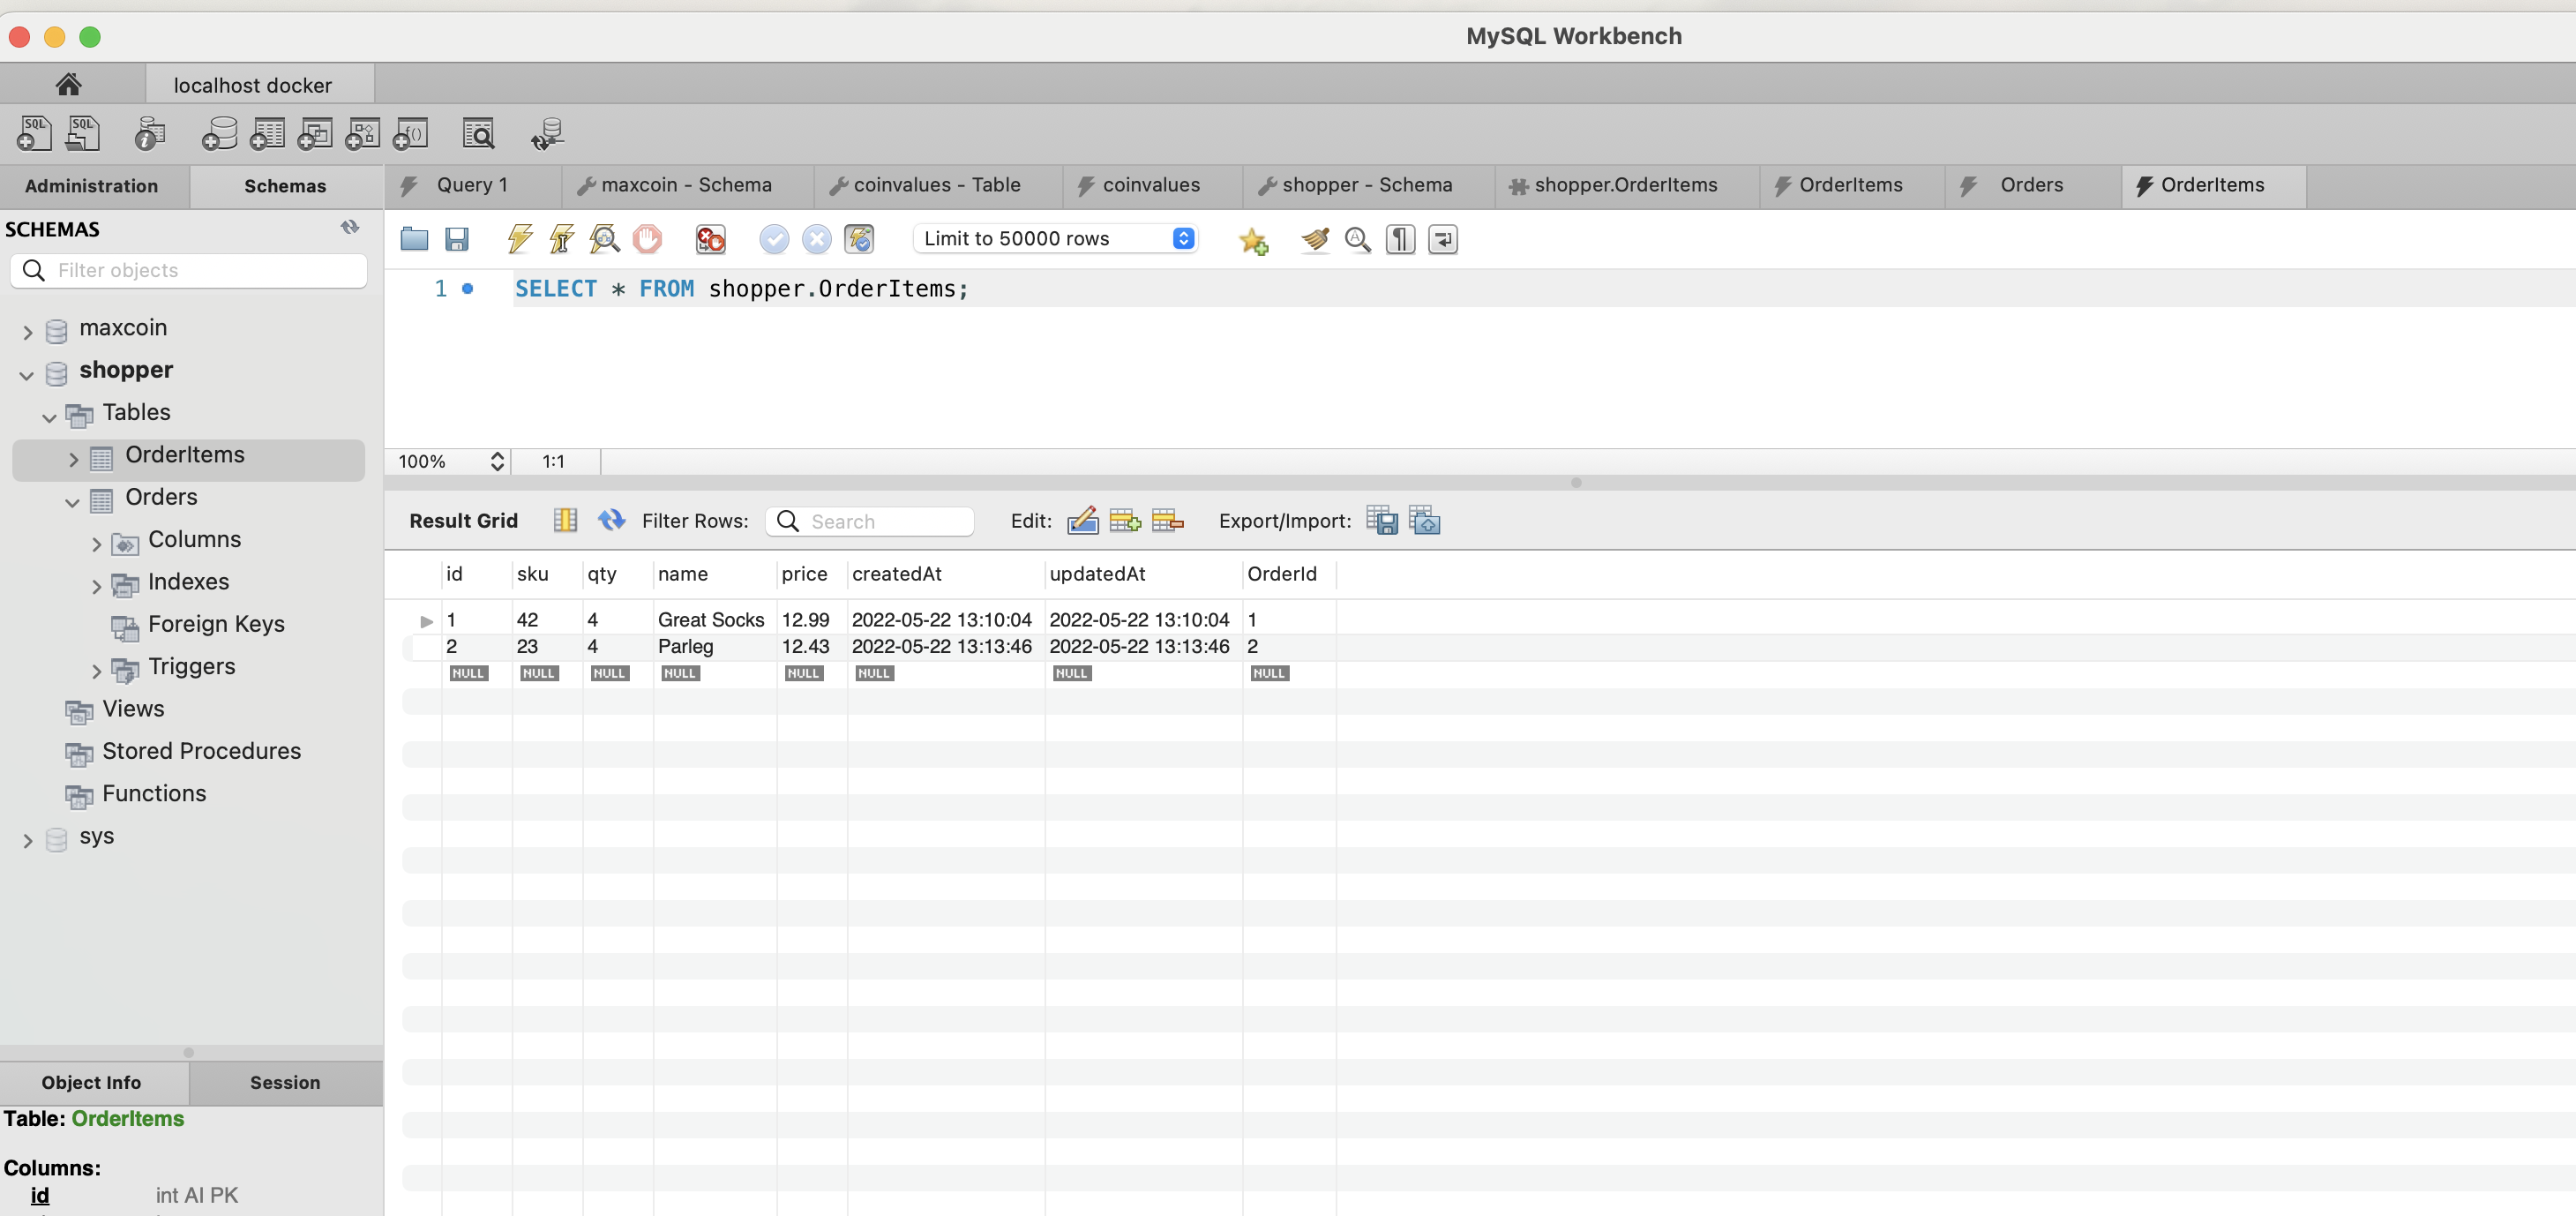 MySQL Workbench
localhost docker
Administration Schemas
Query 1 maxcoin - Schema coinvalues - Table coinvalues shopper - Schema shopper.OrderItems OrderItems Orders OrderItems
SCHEMAS
Filter objects
Limit to 50000 rows
1 SELECT * FROM shopper.OrderItems;
maxcoin
shopper
Tables
OrderItems
Orders
Columns
Indexes
Foreign Keys
Triggers
Views
Stored Procedures
Functions
sys
100% 1:1
Result Grid Filter Rows: Search Edit: Export/Import:
id sku qty name price createdAt updatedAt OrderId
1 42 4 Great Socks 12.99 2022-05-22 13:10:04 2022-05-22 13:10:04 1
2 23 4 Parleg 12.43 2022-05-22 13:13:46 2022-05-22 13:13:46 2
NULL NULL NULL NULL NULL NULL NULL NULL
Object Info Session
Table: OrderItems
Columns:
id int AI PK